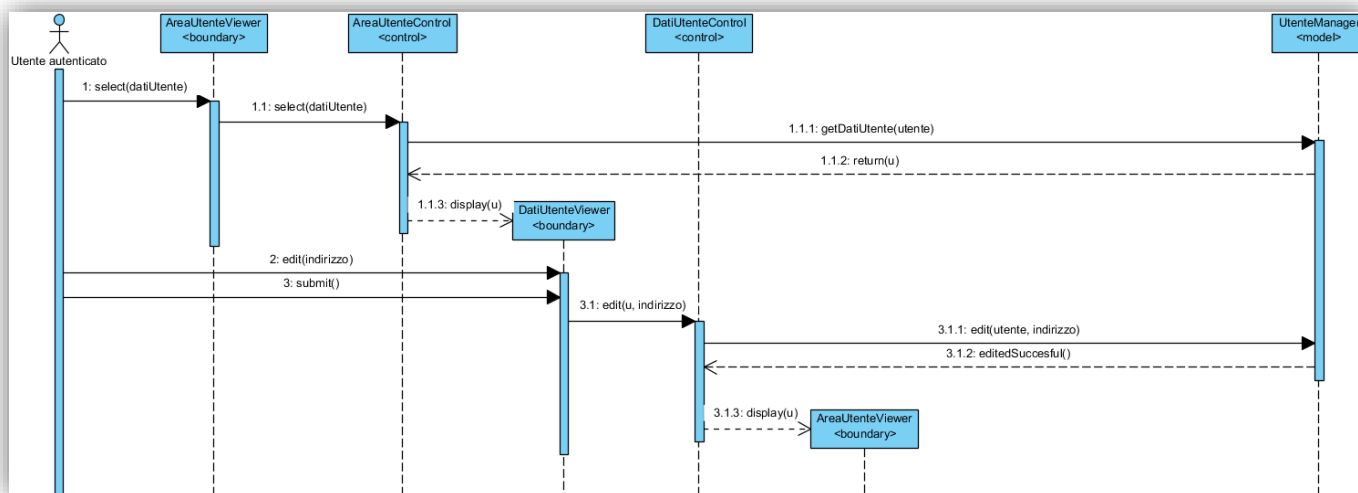 AreaUtenteViewer
<boundary>
AreaUtenteControl
<control>
DatiUtenteControl
<control>
UtenteManager
<model>
Utente autenticato
1: select(datiUtente)
1.1: select(datiUtente)
1.1.1: getDatiUtente(utente)
1.1.2: return(u)
1.1.3: display(u)
DatiUtenteViewer
<boundary>
2: edit(indirizzo)
3: submit()
3.1: edit(u, indirizzo)
3.1.1: edit(utente, indirizzo)
3.1.2: editedSuccesful()
3.1.3: display(u)
AreaUtenteViewer
<boundary>